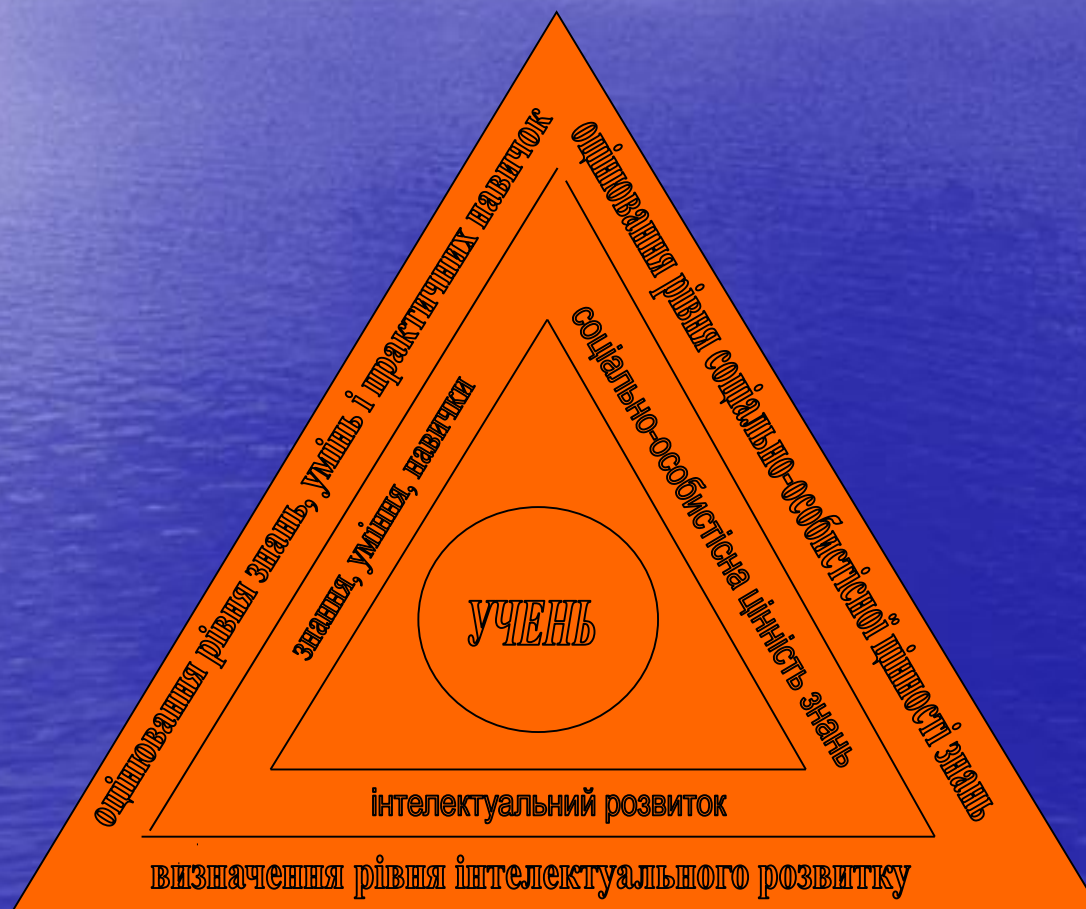 оцінювання рівня знань, умінь і практичних навичок
оцінювання рівня соціально-особистісної цінності знань
знання, уміння, навички
соціально-особистісна цінність знань
УЧЕНЬ
інтелектуальний розвиток
визначення рівня інтелектуального розвитку